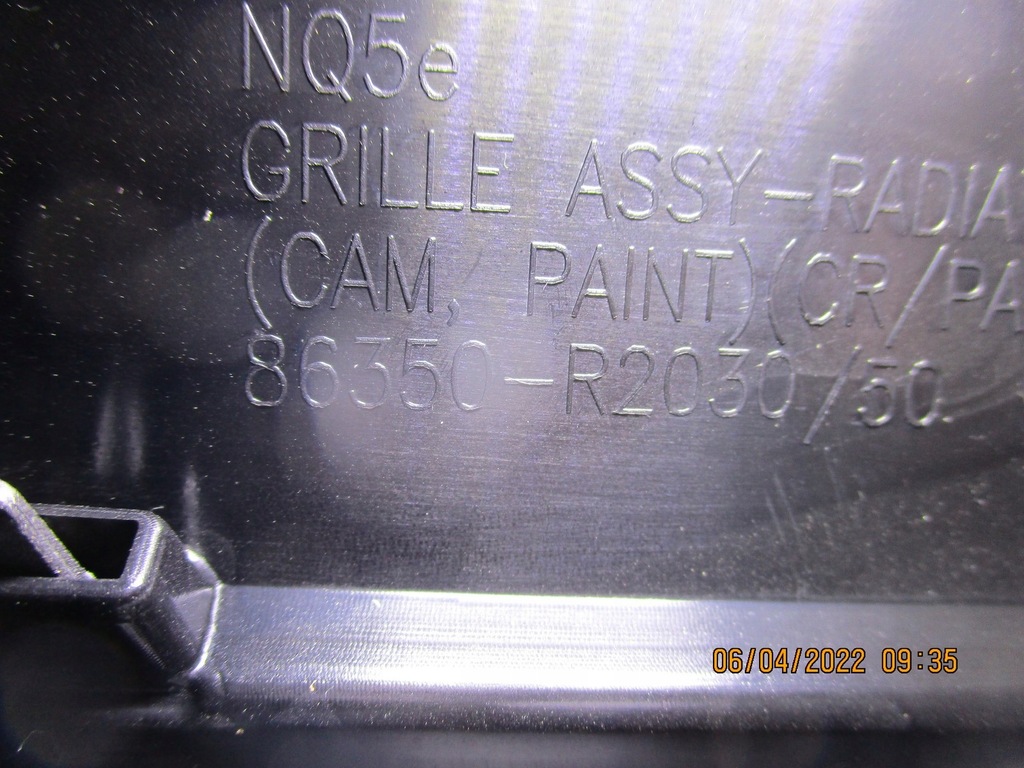 NQ5e
GRILLE ASSY-RADIA
(CAM, PAINT)(CR/PA
86350-R2030/50
06/04/2022 09:35